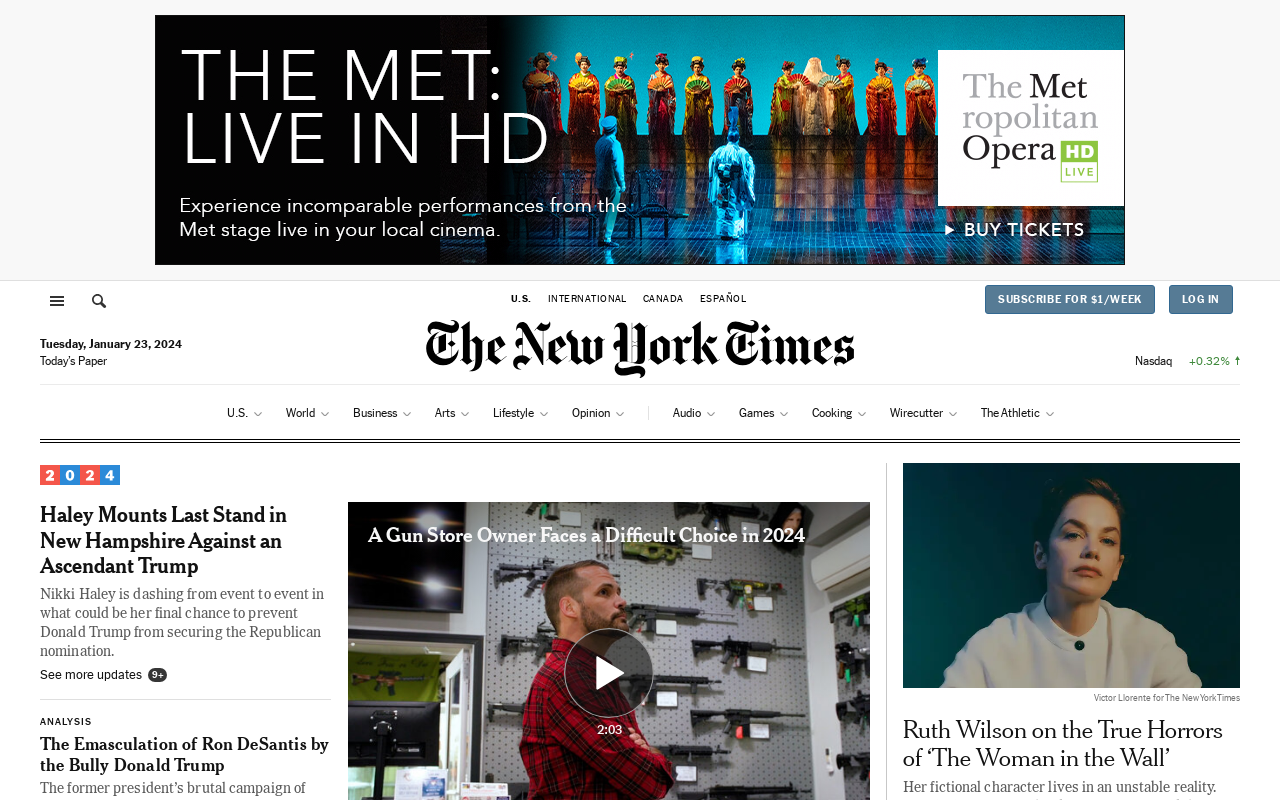 THE MET:
LIVE IN HD
Experience incomparable performances from the
Met stage live in your local cinema.
The Met
ropolitan
Opera HD
LIVE
BUY TICKETS
U.S. INTERNATIONAL CANADA ESPAÑOL
SUBSCRIBE FOR $1/WEEK LOG IN
The New York Times
Tuesday, January 23, 2024
Today's Paper
Nasdaq +0.32%
U.S. World Business Arts Lifestyle Opinion Audio Games Cooking Wirecutter The Athletic
2024
Haley Mounts Last Stand in
New Hampshire Against an
Ascendant Trump
Nikki Haley is dashing from event to event in
what could be her final chance to prevent
Donald Trump from securing the Republican
nomination.
See more updates 9+
ANALYSIS
The Emasculation of Ron DeSantis by
the Bully Donald Trump
The former president's brutal campaign of
A Gun Store Owner Faces a Difficult Choice in 2024
2:03
Victor Llorente for The New York Times
Ruth Wilson on the True Horrors
of ‘The Woman in the Wall’
Her fictional character lives in an unstable reality.